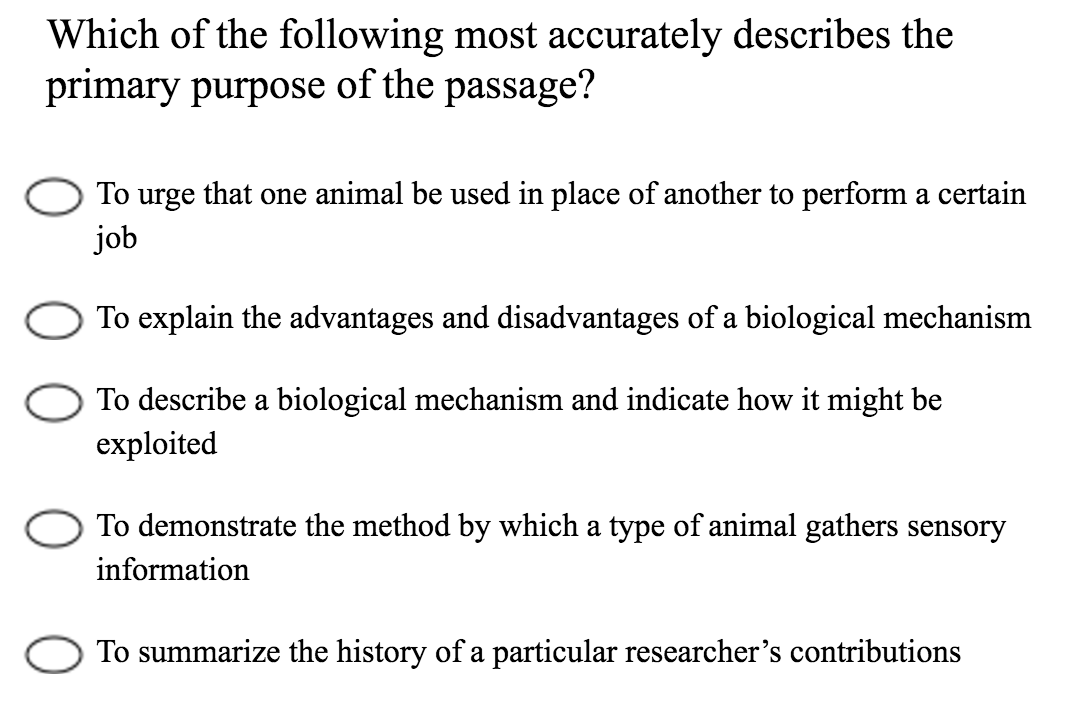 Which of the following most accurately describes the
primary purpose of the passage?
To urge that one animal be used in place of another to perform a certain
job
To explain the advantages and disadvantages of a biological mechanism
To describe a biological mechanism and indicate how it might be
exploited
To demonstrate the method by which a type of animal gathers sensory
information
To summarize the history of a particular researcher’s contributions